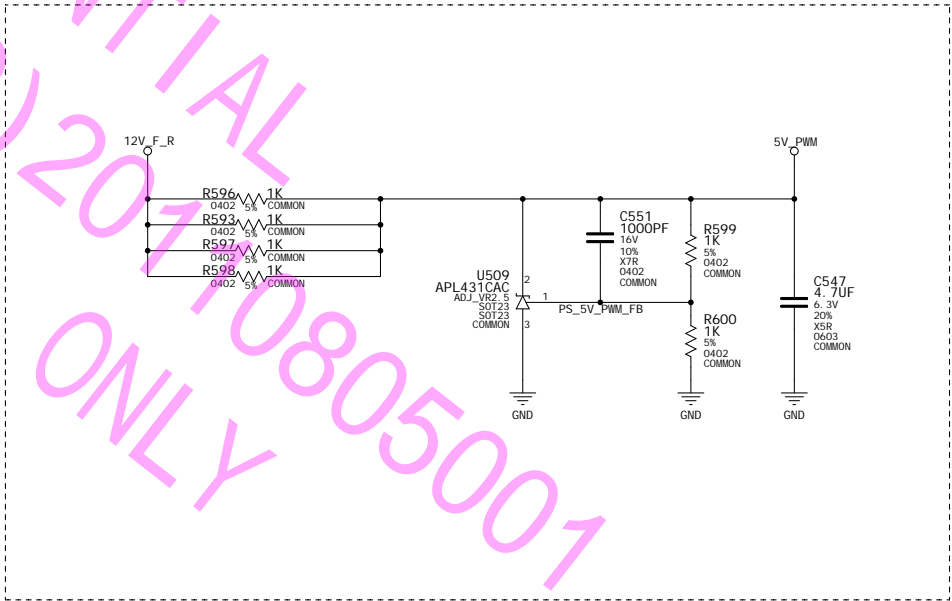 NTIAL
)201110805001
ONLY
12V_F_R
5V_PWM
R596 1K
0402 5% COMMON
R593 1K
0402 5% COMMON
R597 1K
0402 5% COMMON
R598 1K
0402 5% COMMON
U509
APL431CAC
ADJ_VR2.5
SOT23
SOT23
COMMON
2
1
3
PS_5V_PWM_FB
C551
1000PF
16V
10%
X7R
0402
COMMON
R599
1K
5%
0402
COMMON
R600
1K
5%
0402
COMMON
C547
4.7UF
6.3V
20%
X5R
0603
COMMON
GND
GND
GND